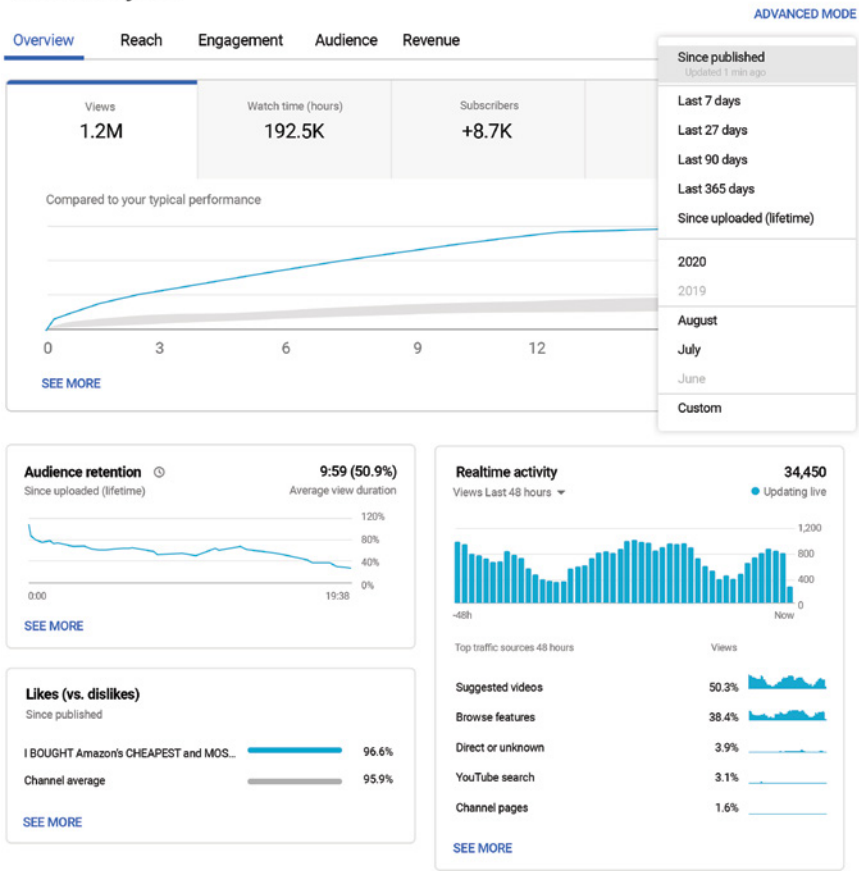 ADVANCED MODE
Overview Reach Engagement Audience Revenue
Since published
Updated 1 min ago
Last 7 days
Last 27 days
Last 90 days
Last 365 days
Since uploaded (lifetime)
2020
2019
August
July
June
Custom
Views Watch time (hours) Subscribers
1.2M 192.5K +8.7K
Compared to your typical performance
0 3 6 9 12
SEE MORE
Audience retention 9:59 (50.9%)
Since uploaded (lifetime) Average view duration
120%
80%
40%
0%
0:00 19:38
SEE MORE
Likes (vs. dislikes)
Since published
I BOUGHT Amazon's CHEAPEST and MOS... 96.6%
Channel average 95.9%
SEE MORE
Realtime activity 34,450
Views Last 48 hours Updating live
1,200
800
400
0
-48h Now
Top traffic sources 48 hours Views
Suggested videos 50.3%
Browse features 38.4%
Direct or unknown 3.9%
YouTube search 3.1%
Channel pages 1.6%
SEE MORE